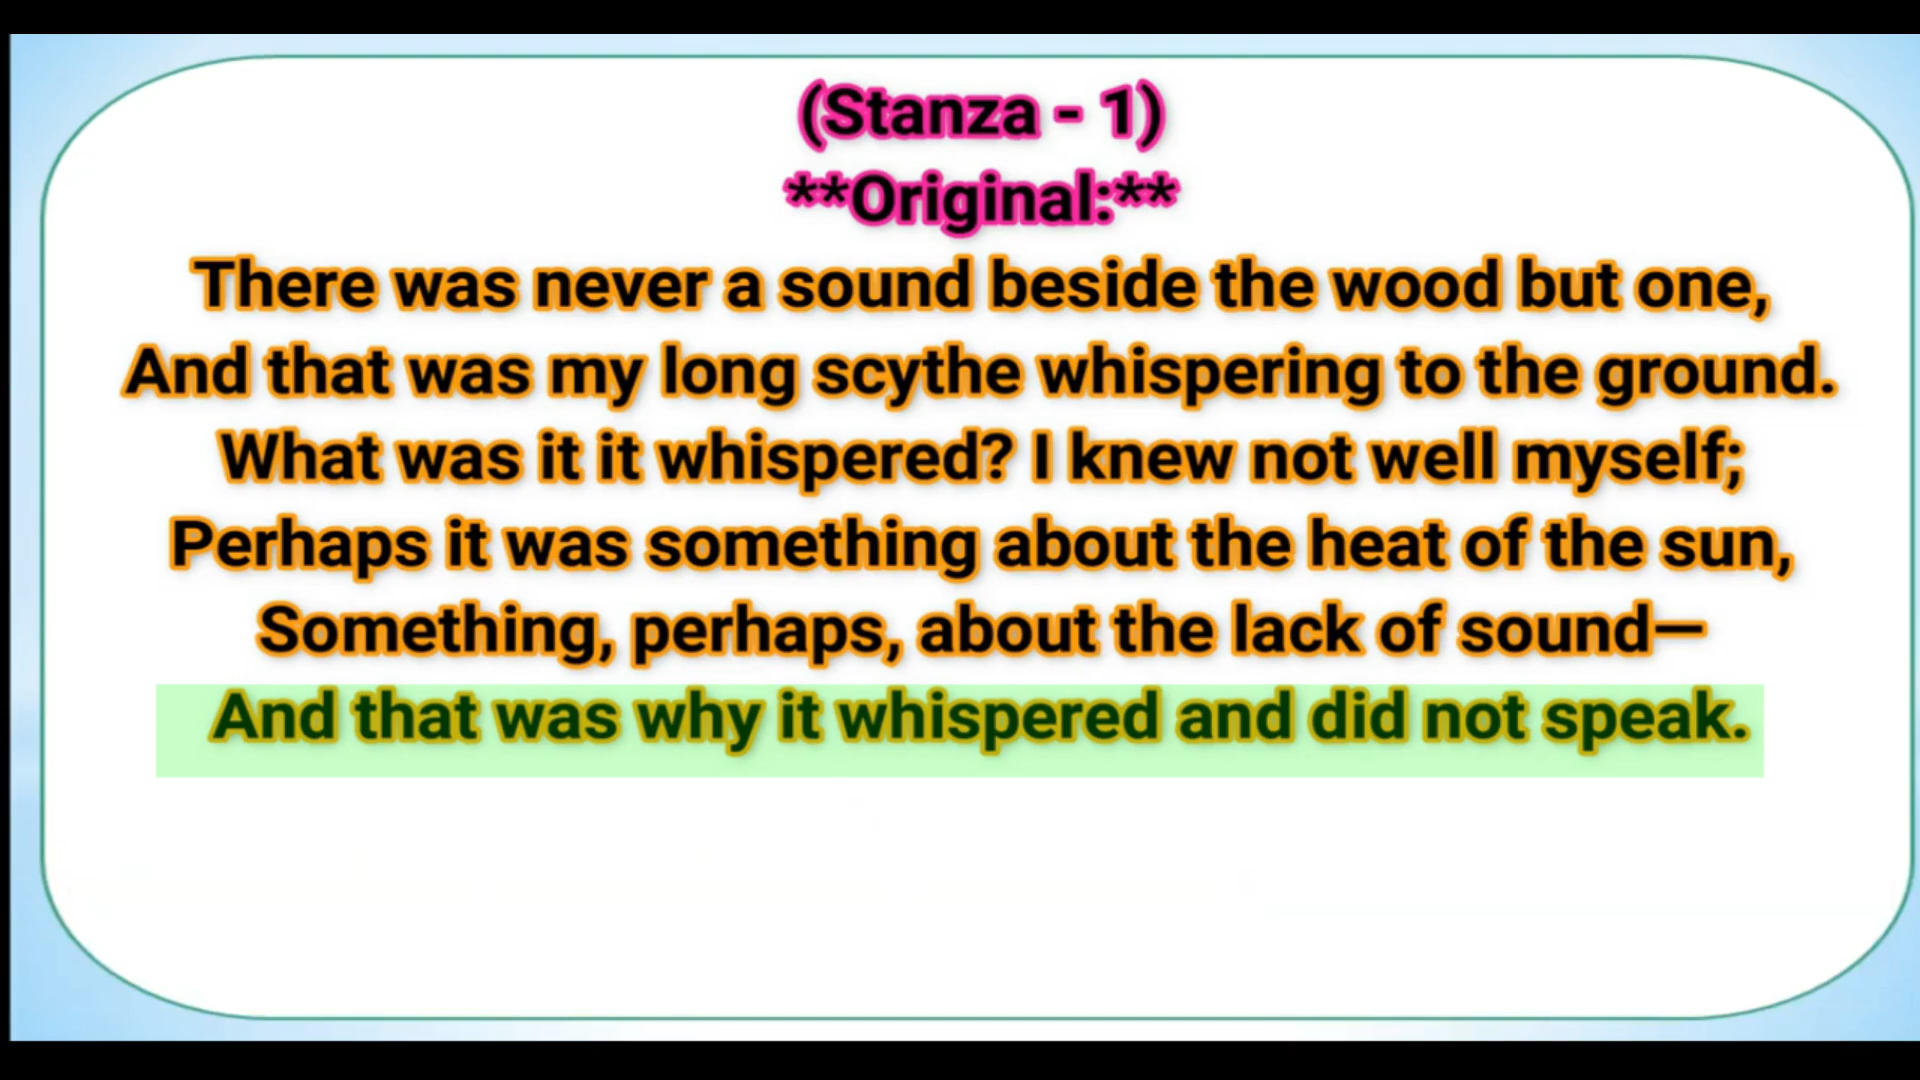 (Stanza - 1)
**Original:**
There was never a sound beside the wood but one,
And that was my long scythe whispering to the ground.
What was it it whispered? I knew not well myself;
Perhaps it was something about the heat of the sun,
Something, perhaps, about the lack of sound—
And that was why it whispered and did not speak.